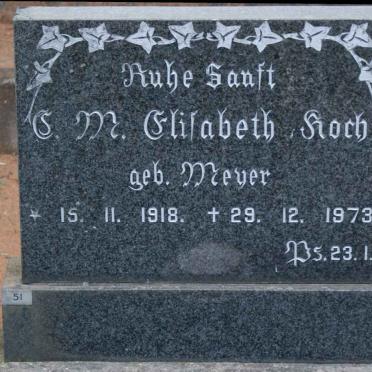 Ruhe Sanft
C. M. Elisabeth Koch
geb. Meyer
* 15. 11. 1918. + 29. 12. 1973
Ps. 23. 1.
51